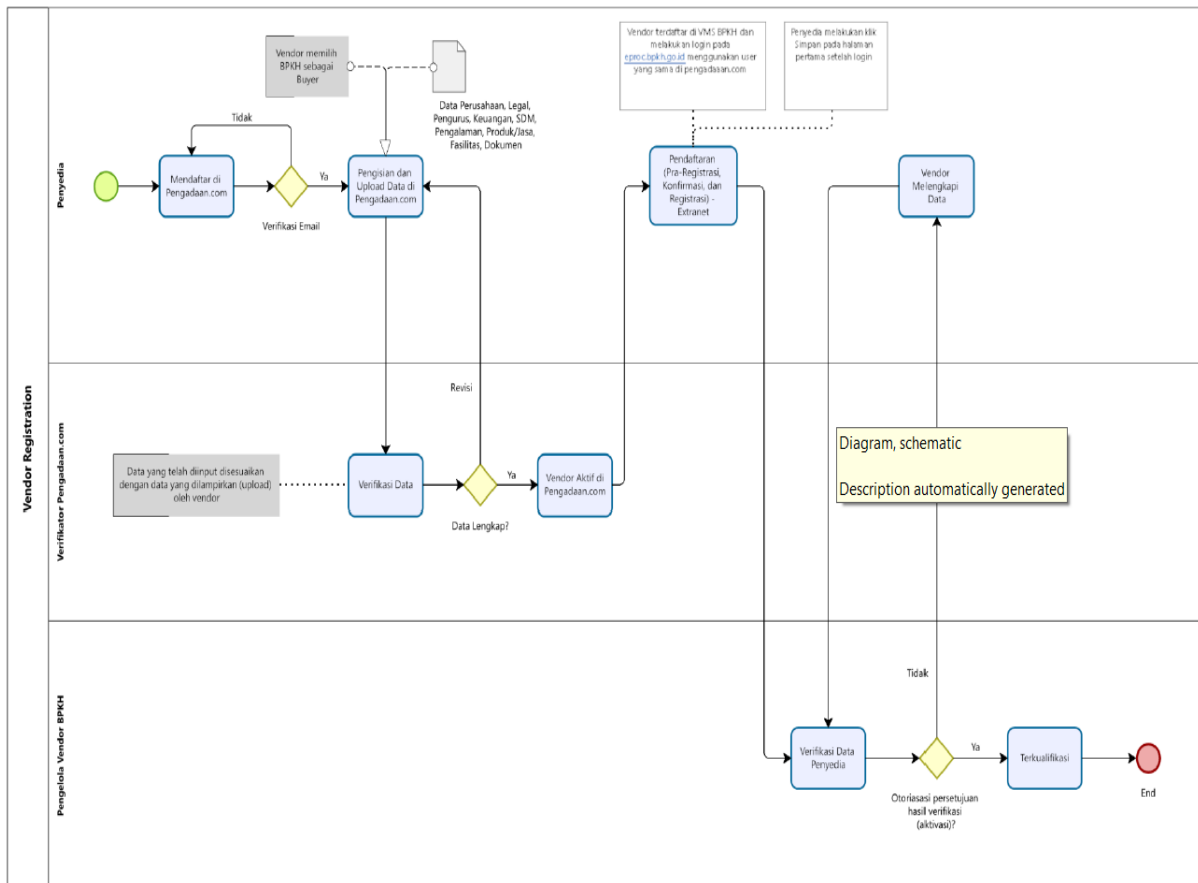 Vendor Registration
Penyedia
Vendor memilih
BPKH sebagai
Buyer
Data Perusahaan, Legal,
Pengurus, Keuangan, SDM,
Pengalaman, Produk/Jasa,
Fasilitas, Dokumen
Vendor terdaftar di VMS BPKH dan
melakukan login pada
eproc.bpkh.go.id menggunakan user
yang sama di pengadaaan.com
Penyedia melakukan klik
Simpan pada halaman
pertama setelah login
Tidak
Mendaftar di
Pengadaan.com
Verifikasi Email
Ya
Pengisian dan
Upload Data di
Pengadaan.com
Pendaftaran
(Pra-Registrasi,
Konfirmasi, dan
Registrasi) -
Extranet
Vendor
Melengkapi
Data
Verifikator Pengadaan.com
Revisi
Data yang telah diinput disesuaikan
dengan data yang dilampirkan (upload)
oleh vendor
Verifikasi Data
Data Lengkap?
Ya
Vendor Aktif di
Pengadaan.com
Diagram, schematic
Description automatically generated
Pengelola Vendor BPKH
Tidak
Verifikasi Data
Penyedia
Otoriasasi persetujuan
hasil verifikasi
(aktivasi)?
Ya
Terkualifikasi
End